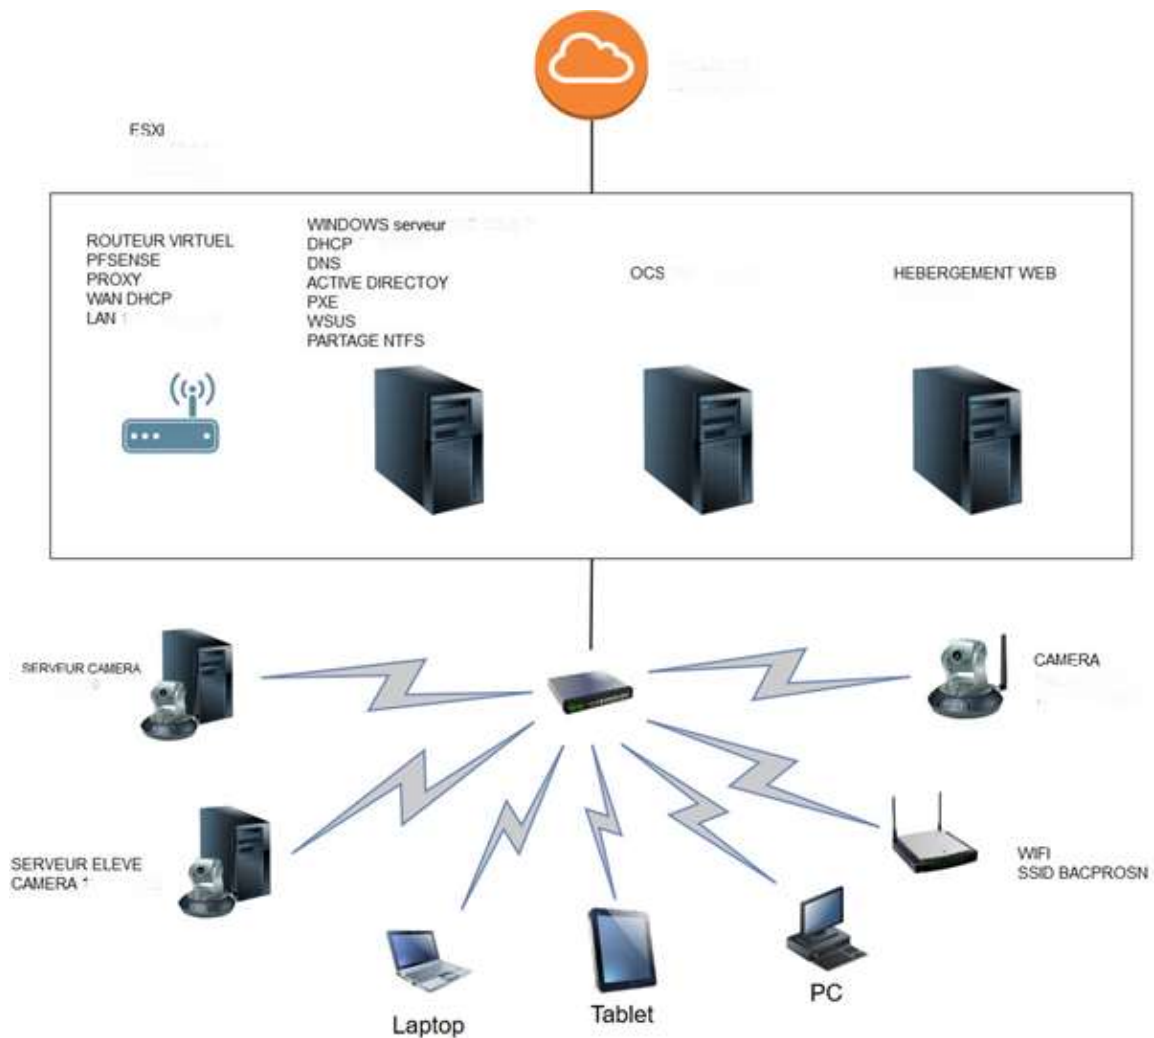 ESXI
ROUTEUR VIRTUEL
PFSENSE
PROXY
WAN DHCP
LAN
WINDOWS serveur
DHCP
DNS
ACTIVE DIRECTOY
PXE
WSUS
PARTAGE NTFS
OCS
HEBERGEMENT WEB
SERVEUR CAMERA
CAMERA
SERVEUR ELEVE
CAMERA 1
WIFI
SSID BACPROSN
Laptop
Tablet
PC